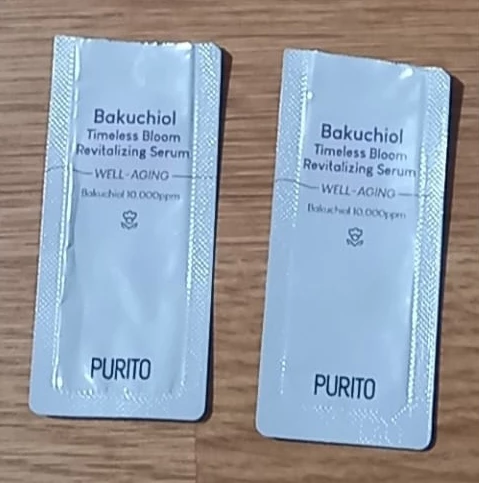 Bakuchiol
Timeless Bloom
Revitalizing Serum
WELL-AGING
Bakuchiol 10,000ppm
PURITO
Bakuchiol
Timeless Bloom
Revitalizing Serum
WELL-AGING
Bakuchiol 10,000ppm
PURITO